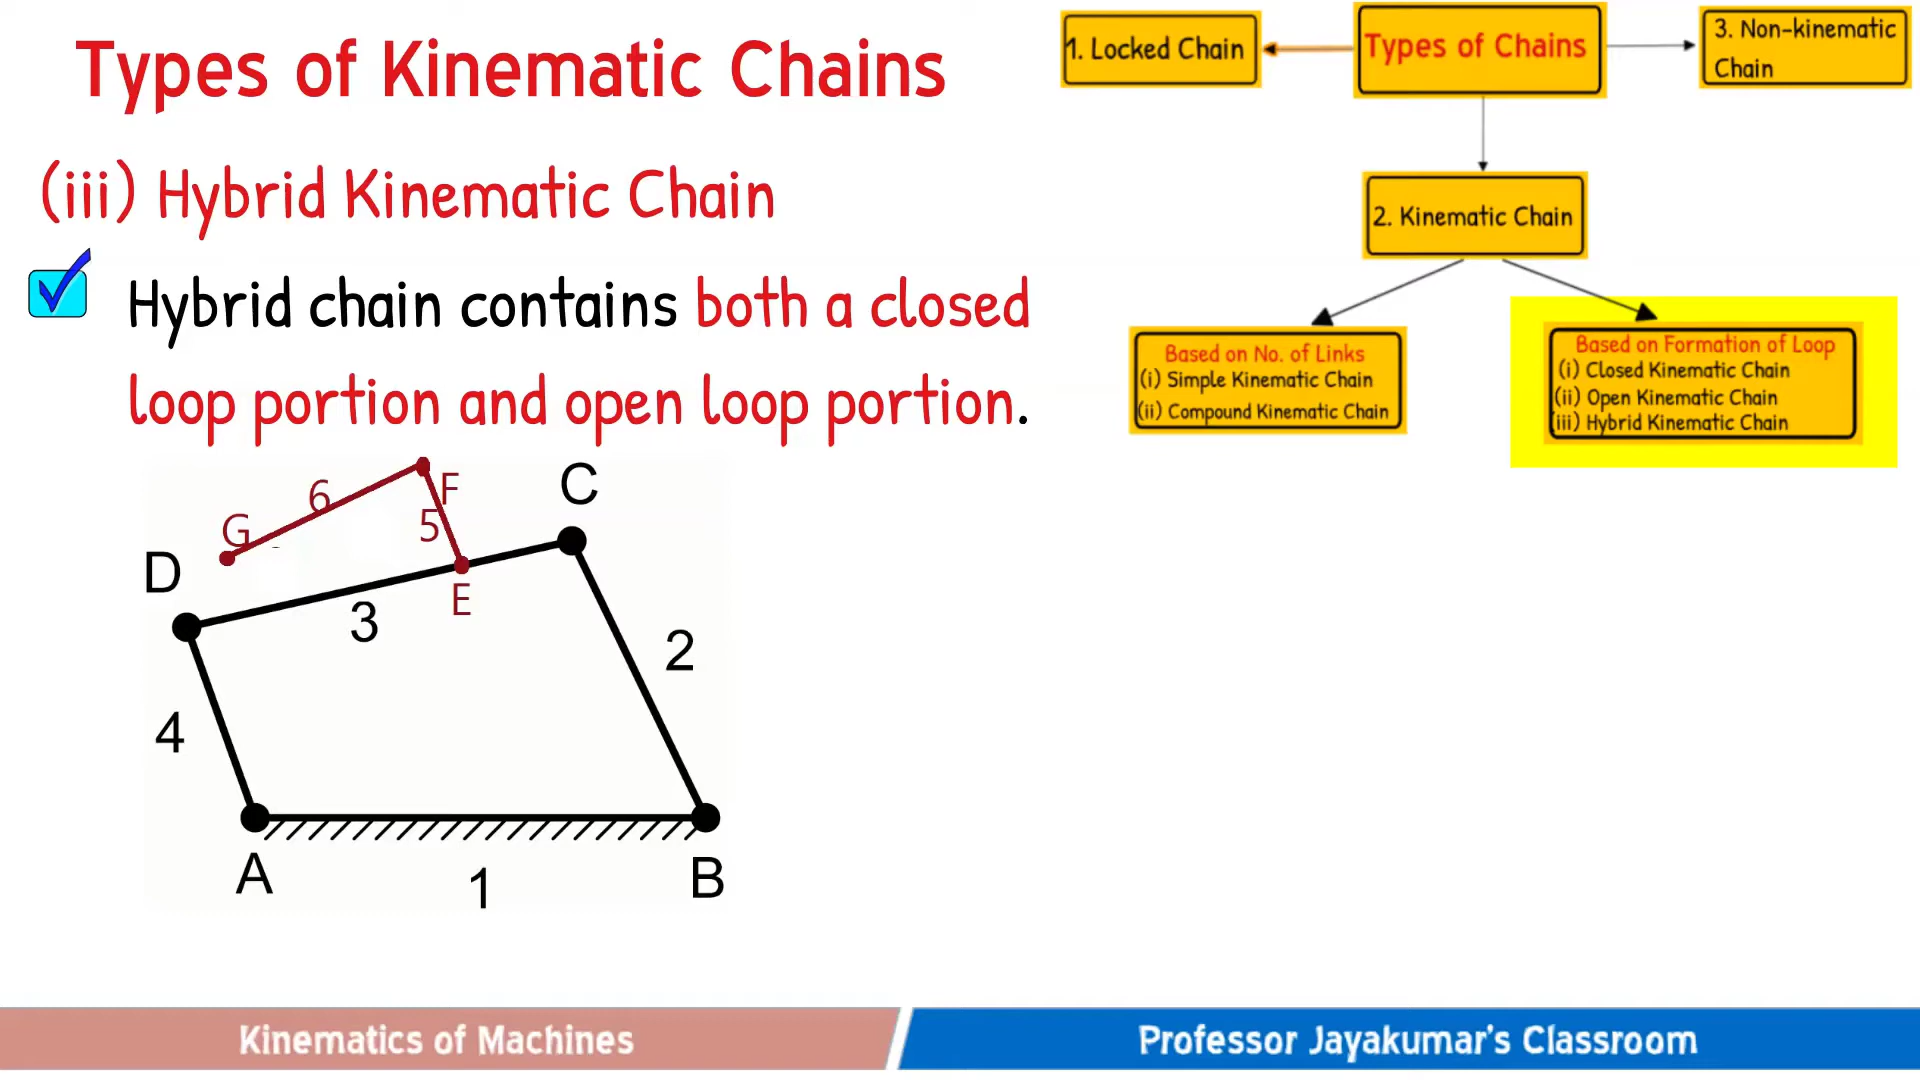 Types of Kinematic Chains
(iii) Hybrid Kinematic Chain
Hybrid chain contains both a closed
loop portion and open loop portion.
1. Locked Chain
Types of Chains
3. Non-kinematic
Chain
2. Kinematic Chain
Based on No. of Links
(i) Simple Kinematic Chain
(ii) Compound Kinematic Chain
Based on Formation of Loop
(i) Closed Kinematic Chain
(ii) Open Kinematic Chain
(iii) Hybrid Kinematic Chain
6
F
C
G
5
D
E
3
2
4
A
1
B
Kinematics of Machines
Professor Jayakumar's Classroom